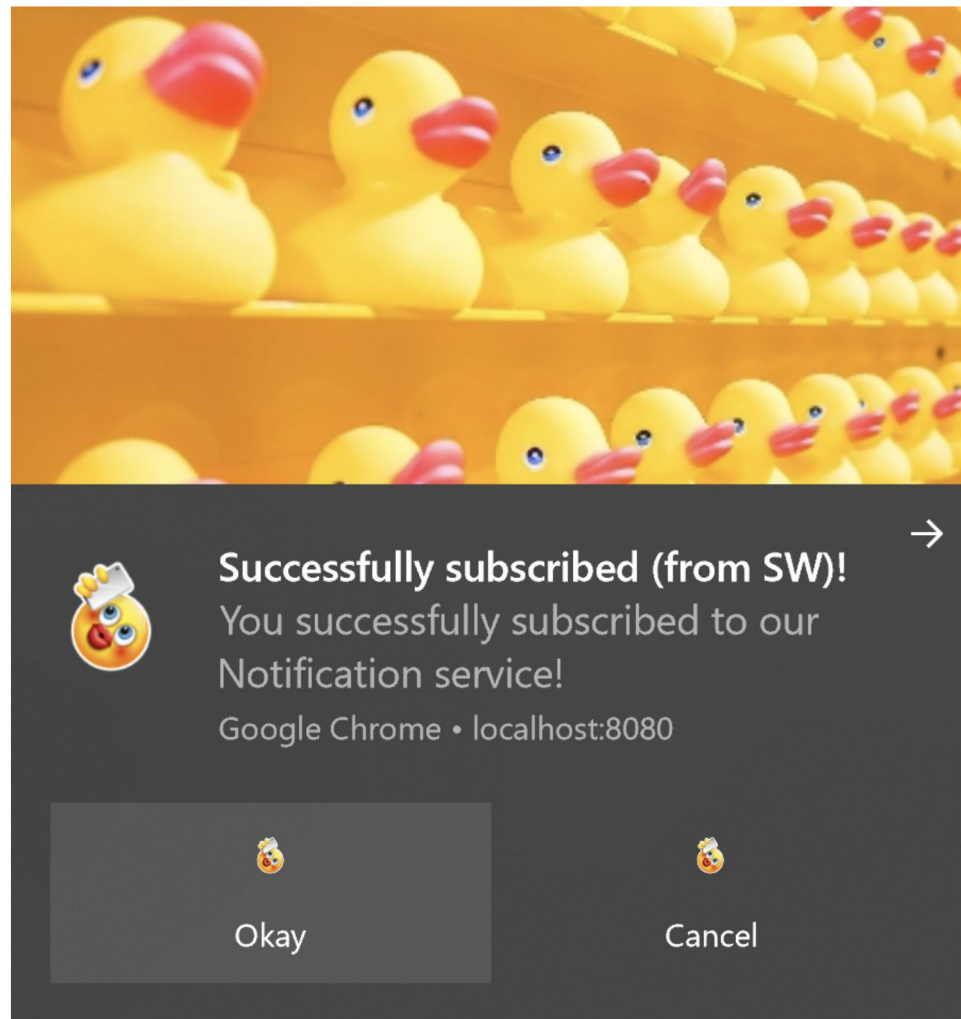 Successfully subscribed (from SW)!
You successfully subscribed to our
Notification service!
Google Chrome • localhost:8080
Okay
Cancel